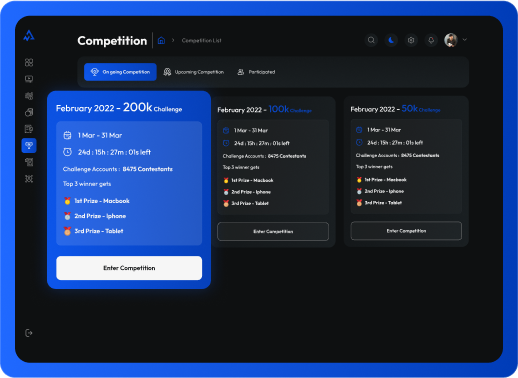 Competition
Competition List
On going Competition
Upcoming Competition
Participated
February 2022 - 200k Challenge
1 Mar - 31 Mar
24d : 15h : 27m : 01s left
Challenge Accounts : 8475 Contestants
Top 3 winner gets
1st Prize - Macbook
2nd Prize - Iphone
3rd Prize - Tablet
Enter Competition
February 2022 - 100k Challenge
1 Mar - 31 Mar
24d : 15h : 27m : 01s left
Challenge Accounts : 8475 Contestants
Top 3 winner gets
1st Prize - Macbook
2nd Prize - Iphone
3rd Prize - Tablet
Enter Competition
February 2022 - 50k Challenge
1 Mar - 31 Mar
24d : 15h : 27m : 01s left
Challenge Accounts : 8475 Contestants
Top 3 winner gets
1st Prize - Macbook
2nd Prize - Iphone
3rd Prize - Tablet
Enter Competition